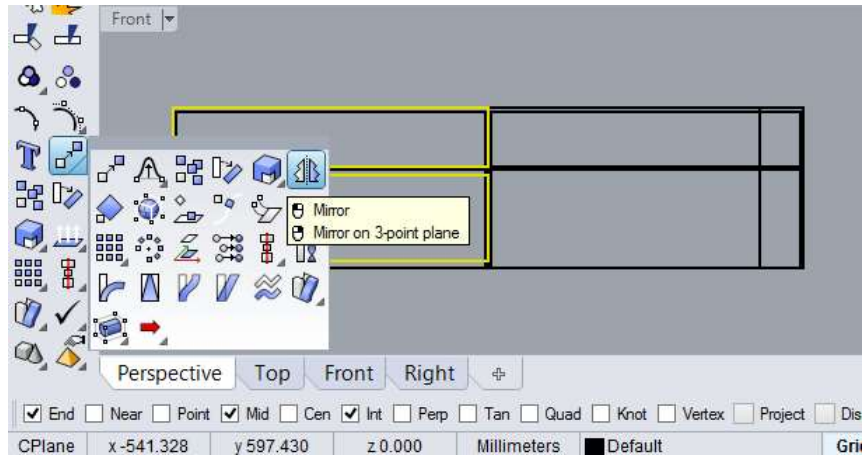 Front
Mirror
Mirror on 3-point plane
Perspective Top Front Right
End Near Point Mid Cen Int Perp Tan Quad Knot Vertex Project Dis
CPlane x -541.328 y 597.430 z 0.000 Millimeters Default Grid